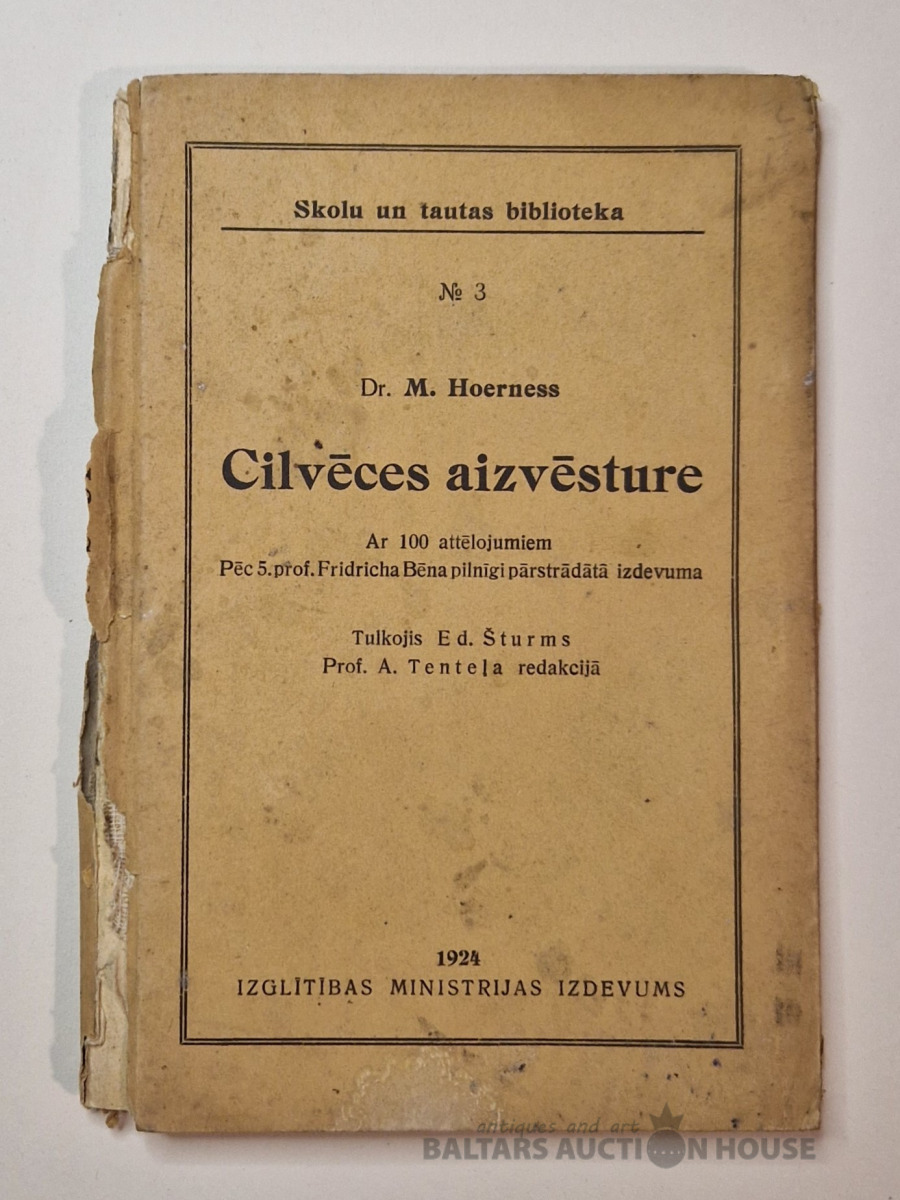 Skolu un tautas biblioteka
№ 3
Dr. M. Hoerness
Cilvēces aizvēsture
Ar 100 attēlojumiem
Pēc 5. prof. Fridricha Bēna pilnīgi pārstrādātā izdevuma
Tulkojis Ed. Šturms
Prof. A. Tenteļa redakcijā
1924
IZGLĪTĪBAS MINISTRIJAS IZDEVUMS
antiques and art
BALTARS AUCTION HOUSE